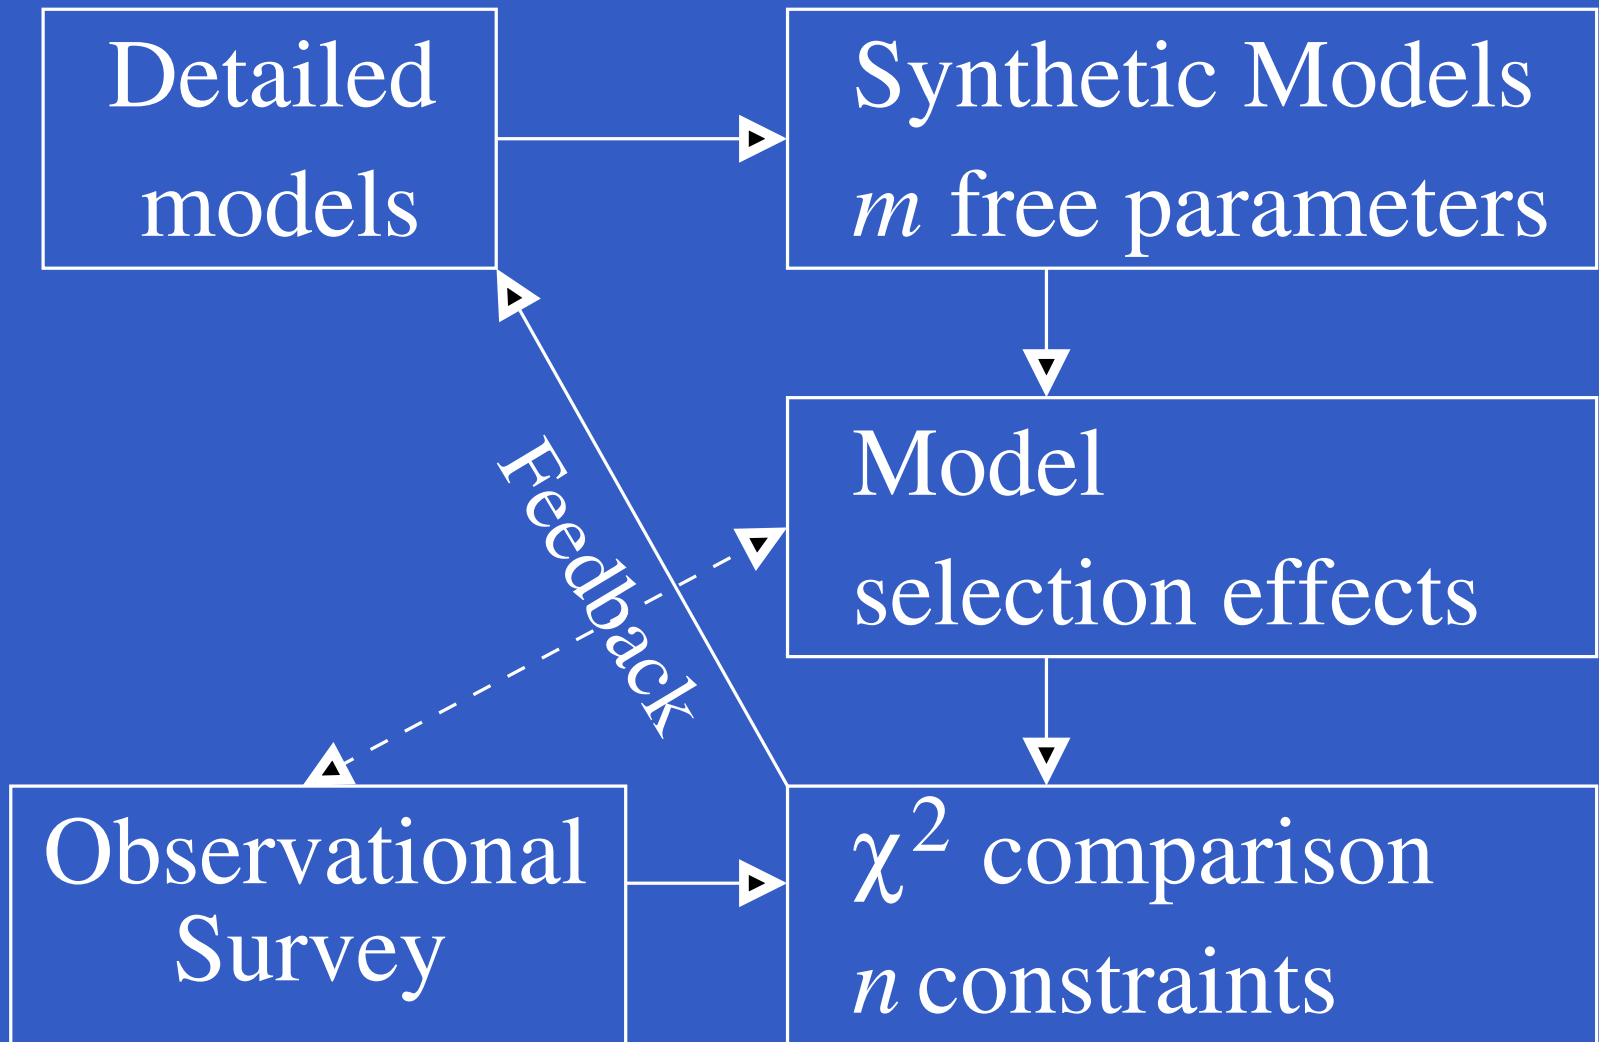 Detailed
models
Synthetic Models
m free parameters
Model
selection effects
Feedback
Observational
Survey
χ² comparison
n constraints